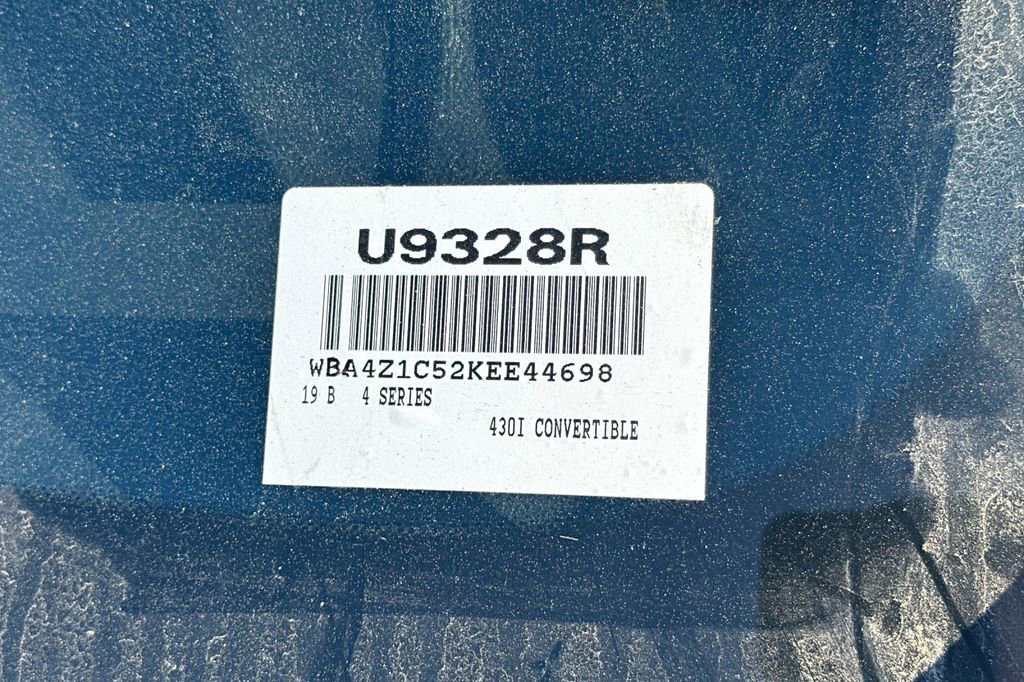 U9328R
WBA4Z1C52KEE44698
19 B 4 SERIES
430I CONVERTIBLE